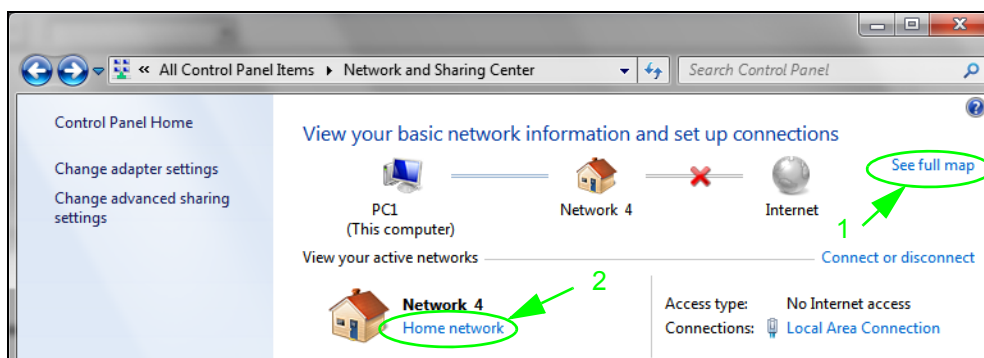 « All Control Panel Items ▸ Network and Sharing Center
Search Control Panel
Control Panel Home
View your basic network information and set up connections
Change adapter settings
See full map
Change advanced sharing
settings
PC1
(This computer)
Network 4
Internet
1
View your active networks
Connect or disconnect
2
Network 4
Home network
Access type: No Internet access
Connections: Local Area Connection